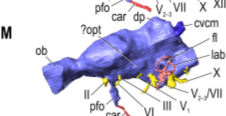 pfo VII X XII
car dp V2-3
cvcm
M ?opt fl
ob lab
X
II V2-3/VII
pfo III V1
car VI